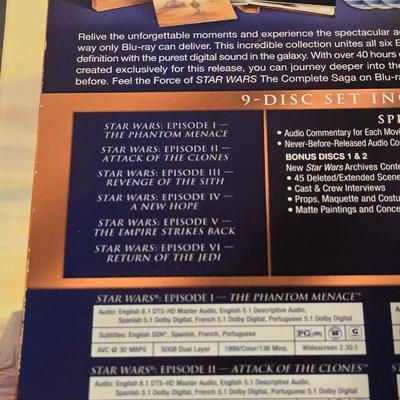 Relive the unforgettable moments and experience the spectacular
way only Blu-ray can deliver. This incredible collection unites all six
definition with the purest digital sound in the galaxy. With over 40 hours
created exclusively for this release, you can journey deeper into the
before. Feel the Force of STAR WARS The Complete Saga on Blu-
9-DISC SET
STAR WARS: EPISODE I —
THE PHANTOM MENACE
STAR WARS: EPISODE II —
ATTACK OF THE CLONES
STAR WARS: EPISODE III —
REVENGE OF THE SITH
STAR WARS: EPISODE IV —
A NEW HOPE
STAR WARS: EPISODE V —
THE EMPIRE STRIKES BACK
STAR WARS: EPISODE VI —
RETURN OF THE JEDI
• Audio Commentary for Each
• Never-Before-Released Audio
BONUS DISCS 1 & 2
New Star Wars Archives
• 45 Deleted/Extended
• Cast & Crew Interviews
• Props, Maquette and
• Matte Paintings and
STAR WARS®: EPISODE I — THE PHANTOM MENACE™
Audio: English 6.1 DTS-HD Master Audio, English 5.1 Descriptive Audio,
Spanish 5.1 Dolby Digital, French 5.1 Dolby Digital, Portuguese 5.1 Dolby Digital
Subtitles: English SDH*, Spanish, French, Portuguese PG
AVC @ 30 MBPS 50GB Dual Layer 1999/Color/136 Mins. Widescreen 2.35:1
STAR WARS®: EPISODE II — ATTACK OF THE CLONES™
Audio: English 6.1 DTS-HD Master Audio, English 5.1 Descriptive Audio,
Spanish 5.1 Dolby Digital, French 5.1 Dolby Digital, Portuguese 5.1 Dolby Digital